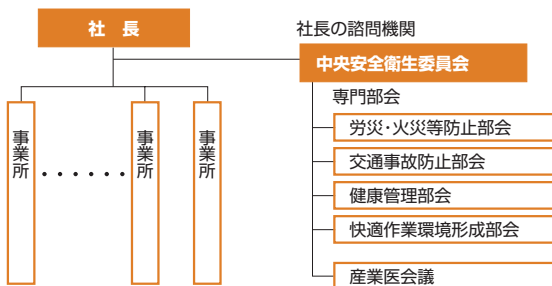 社長
社長の諮問機関
中央安全衛生委員会
専門部会
労災・火災等防止部会
交通事故防止部会
健康管理部会
快適作業環境形成部会
産業医会議
事業所
・・・・・・
事業所
事業所